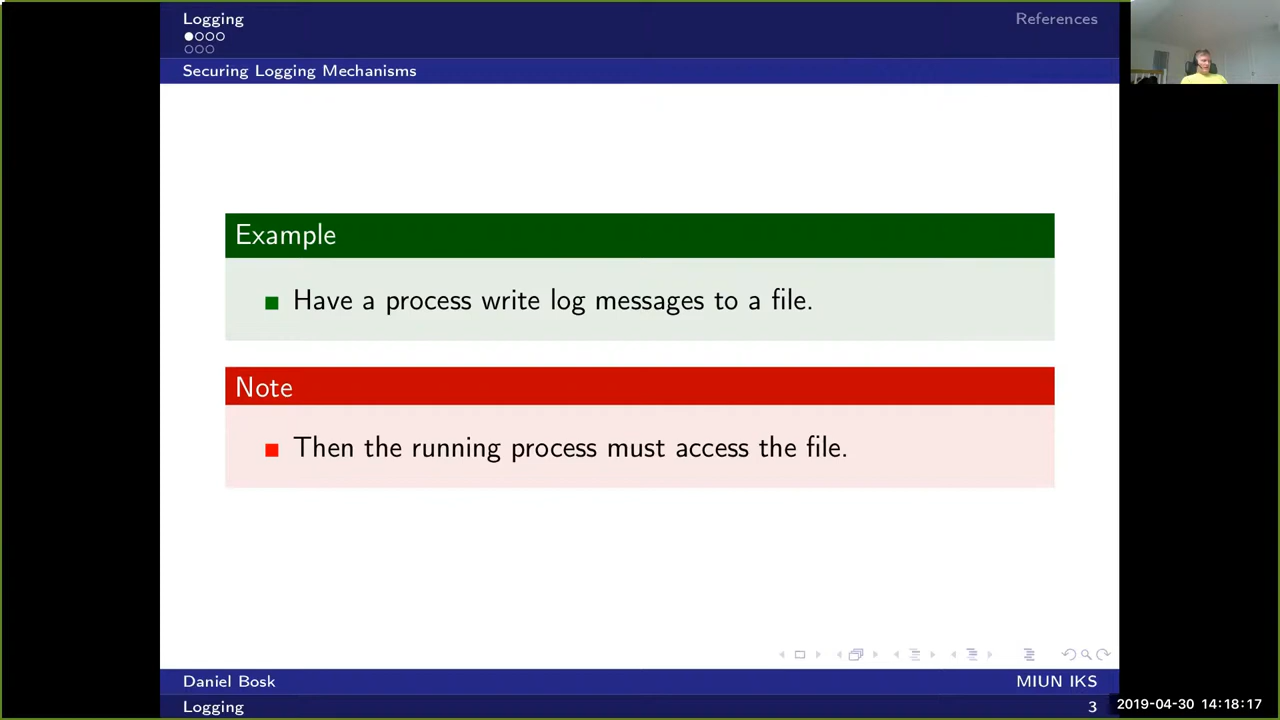 Logging
References
Securing Logging Mechanisms
Example
Have a process write log messages to a file.
Note
Then the running process must access the file.
Daniel Bosk
MIUN IKS
Logging
3
2019-04-30 14:18:17